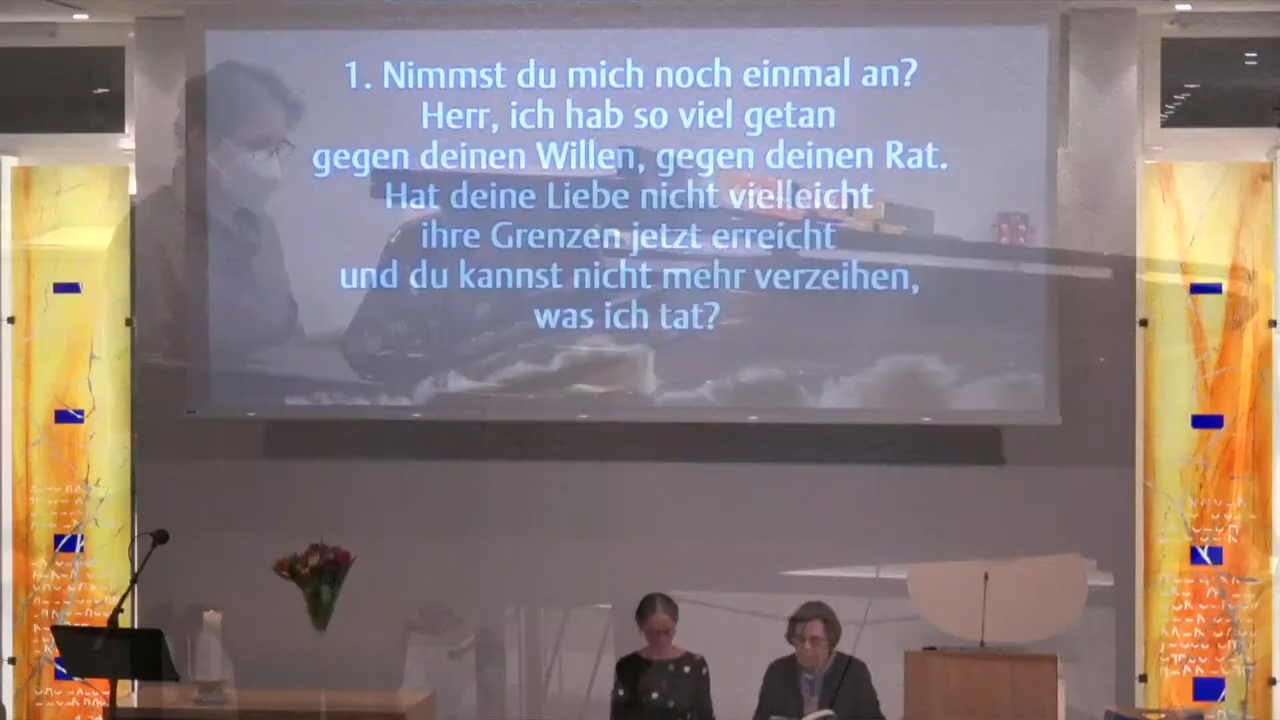 1. Nimmst du mich noch einmal an?
Herr, ich hab so viel getan
gegen deinen Willen, gegen deinen Rat.
Hat deine Liebe nicht vielleicht
ihre Grenzen jetzt erreicht
und du kannst nicht mehr verzeihen,
was ich tat?